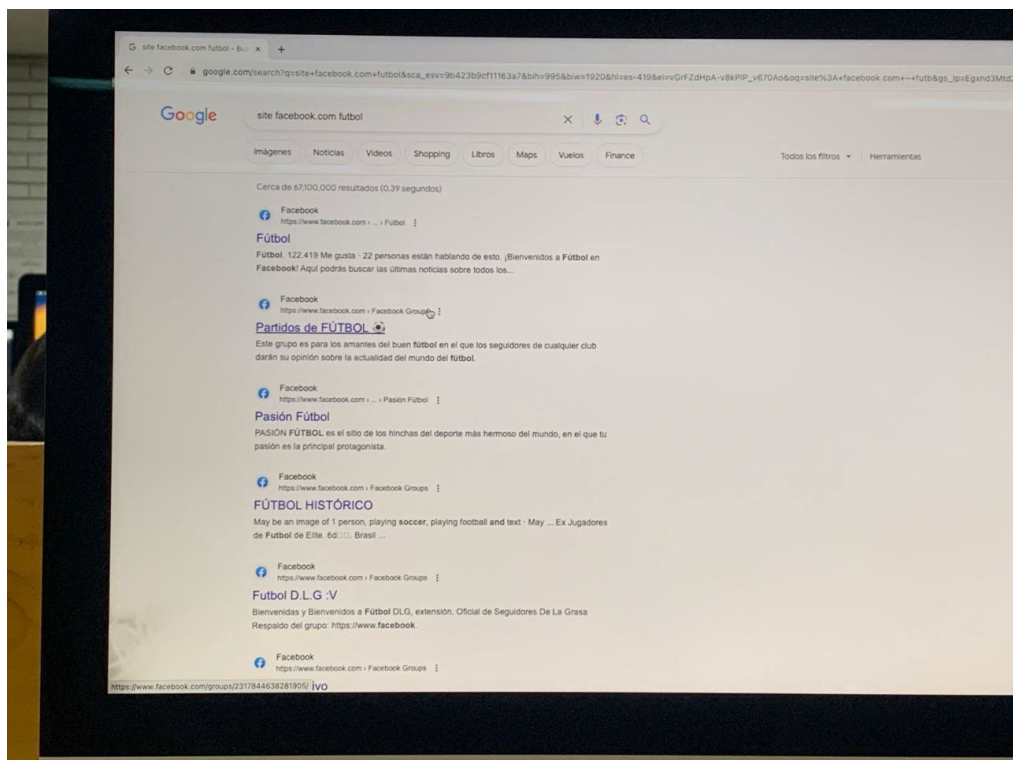 site facebook.com futbol - Bu
google.com/search?q=site+facebook.com+futbol&sca_esv=9b423b9cf11163a7&bih=995&biw=1920&hl=es-419&ei=vGrFZdHpA-v8kPIP_v670Ao&oq=site%3A+facebook.com+-+futb&gs_lp=Egxnd3Mtd2
Google
site facebook.com futbol
Imágenes Noticias Videos Shopping Libros Maps Vuelos Finance Todos los filtros Herramientas
Cerca de 67,100,000 resultados (0.39 segundos)
Facebook
https://www.facebook.com › ... › Fútbol
Fútbol
Fútbol. 122.419 Me gusta · 22 personas están hablando de esto. ¡Bienvenidos a Fútbol en
Facebook! Aquí podrás buscar las últimas noticias sobre todos los...
Facebook
https://www.facebook.com › Facebook Groups
Partidos de FÚTBOL ⚽
Este grupo es para los amantes del buen fútbol en el que los seguidores de cualquier club
darán su opinión sobre la actualidad del mundo del fútbol.
Facebook
https://www.facebook.com › ... › Pasión Fútbol
Pasión Fútbol
PASIÓN FÚTBOL es el sitio de los hinchas del deporte más hermoso del mundo, en el que tu
pasión es la principal protagonista.
Facebook
https://www.facebook.com › Facebook Groups
FÚTBOL HISTÓRICO
May be an image of 1 person, playing soccer, playing football and text · May ... Ex Jugadores
de Futbol de Elite. 6d. Brasil ...
Facebook
https://www.facebook.com › Facebook Groups
Futbol D.L.G :V
Bienvenidas y Bienvenidos a Fútbol DLG, extensión. Oficial de Seguidores De La Grasa
Respaldo del grupo: https://www.facebook.
Facebook
https://www.facebook.com › Facebook Groups
https://www.facebook.com/groups/2317844638281905/ ivo